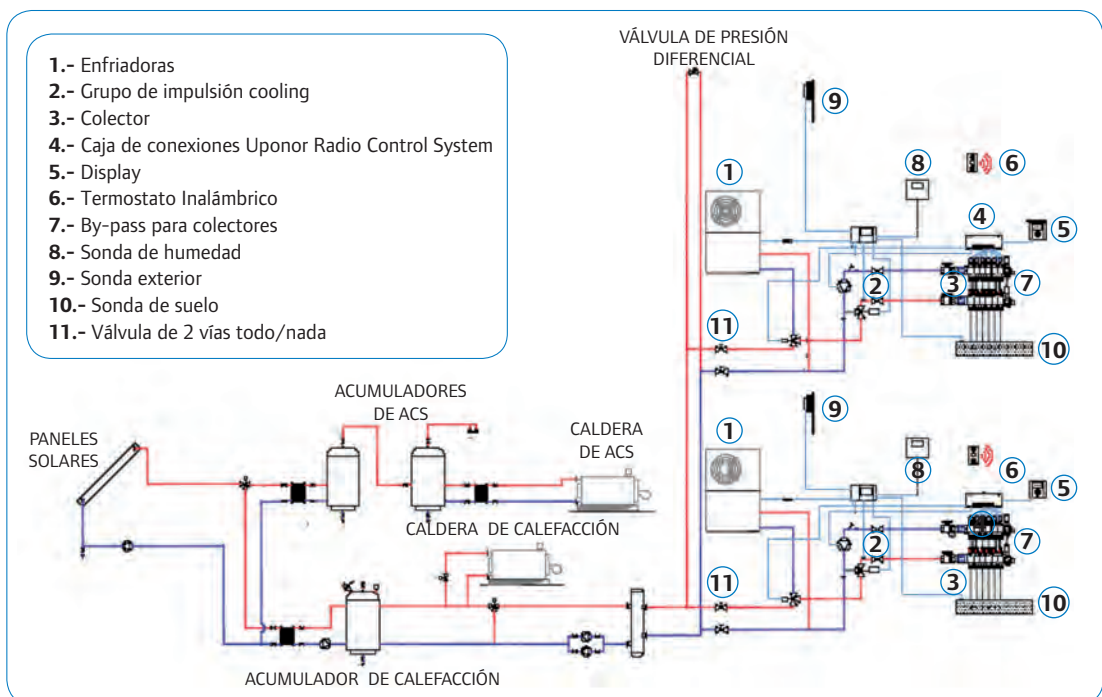 1.- Enfriadoras
2.- Grupo de impulsión cooling
3.- Colector
4.- Caja de conexiones Uponor Radio Control System
5.- Display
6.- Termostato Inalámbrico
7.- By-pass para colectores
8.- Sonda de humedad
9.- Sonda exterior
10.- Sonda de suelo
11.- Válvula de 2 vías todo/nada
VÁLVULA DE PRESIÓN
DIFERENCIAL
9
8
6
1
4
5
2
3
7
11
10
ACUMULADORES
DE ACS
PANELES
SOLARES
CALDERA
DE ACS
CALDERA DE CALEFACCIÓN
ACUMULADOR DE CALEFACCIÓN
9
1
8
6
5
2
7
11
3
10